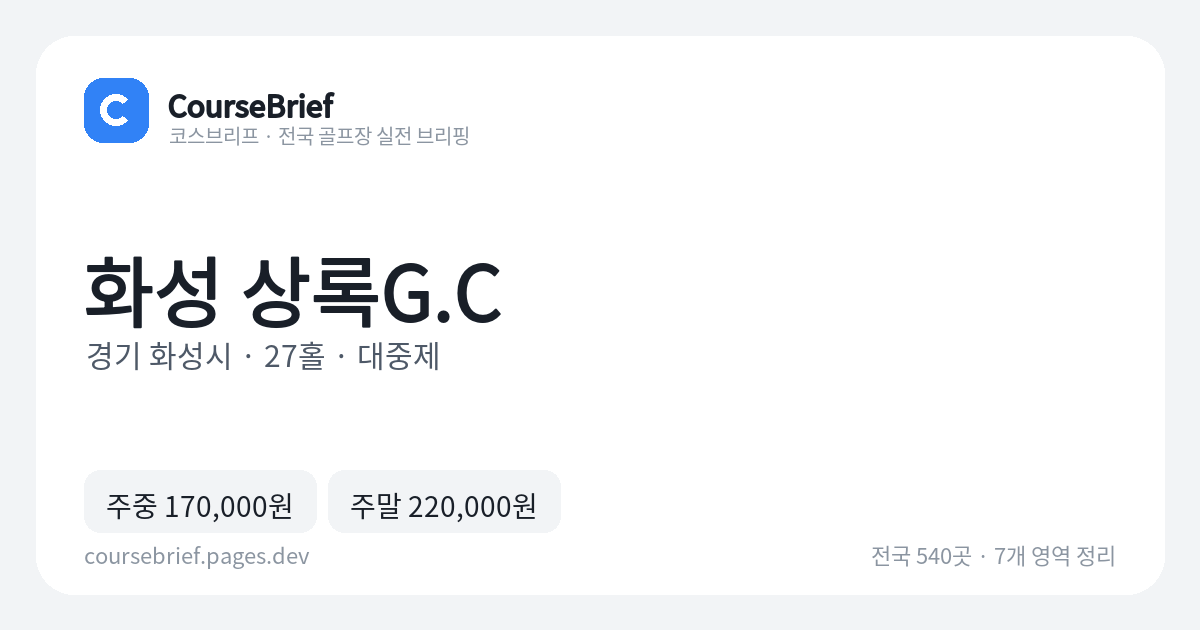 C
CourseBrief
코스브리프 · 전국 골프장 실전 브리핑
화성 상록G.C
경기 화성시 · 27홀 · 대중제
주중 170,000원 주말 220,000원
coursebrief.pages.dev 전국 540곳 · 7개 영역 정리